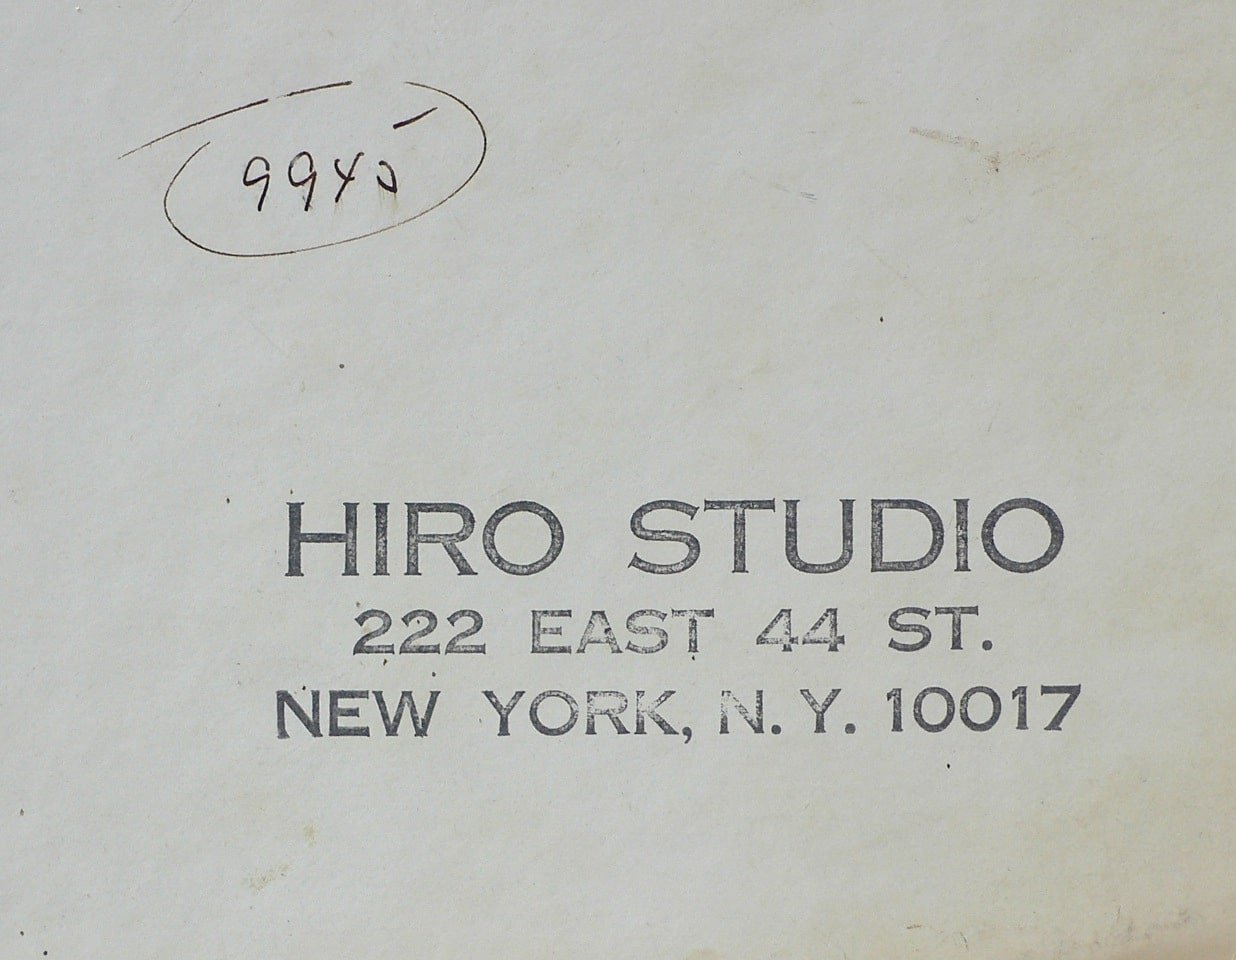 9945
HIRO STUDIO
222 EAST 44 ST.
NEW YORK, N.Y. 10017